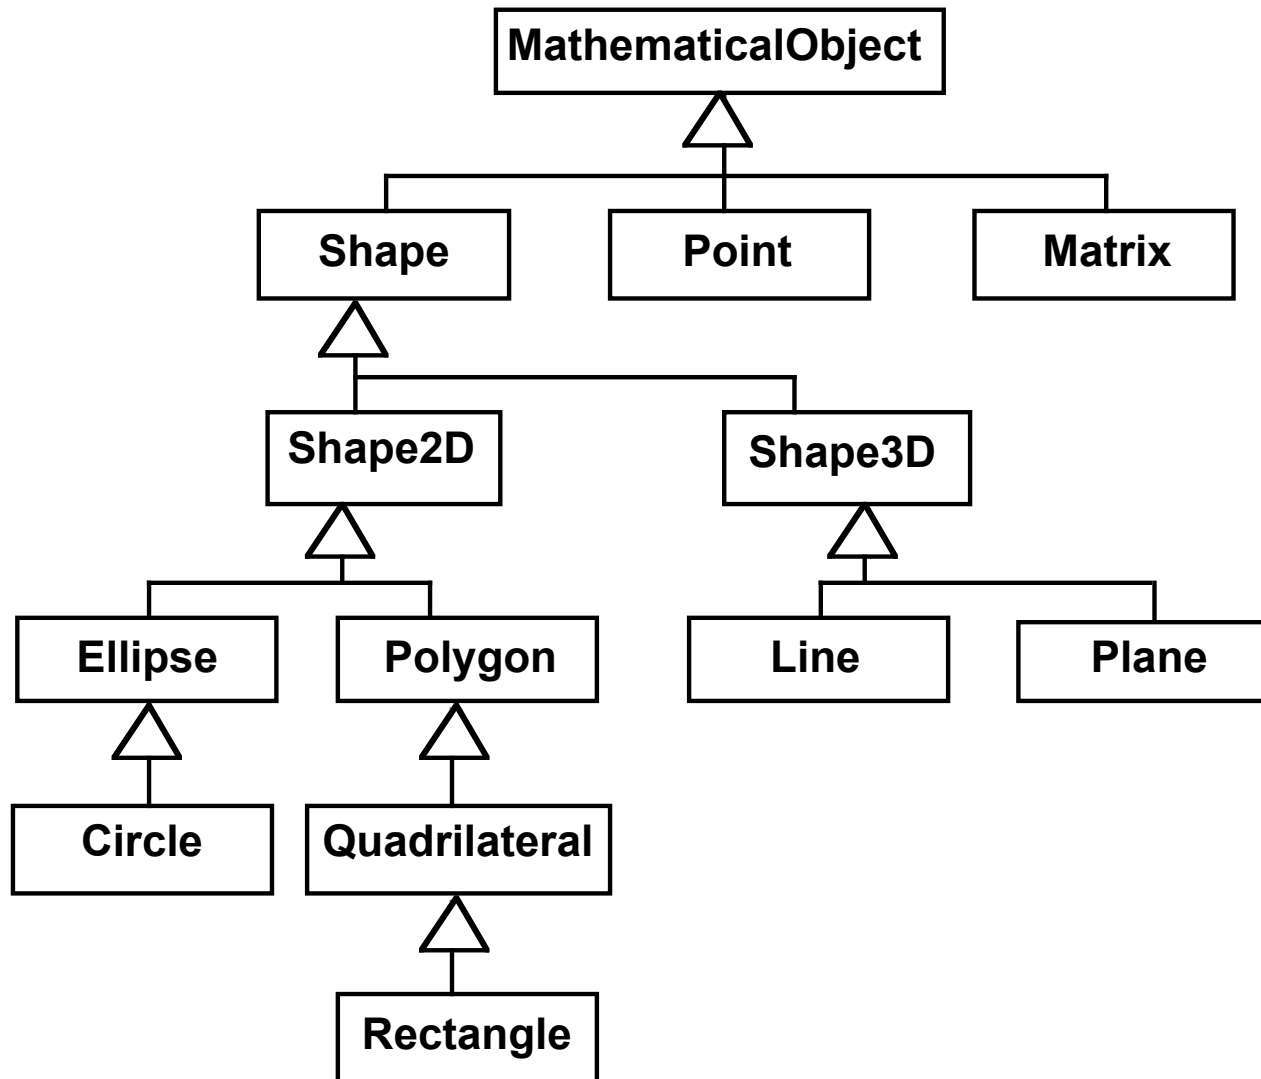 MathematicalObject
Shape
Point
Matrix
Shape2D
Shape3D
Ellipse
Polygon
Line
Plane
Circle
Quadrilateral
Rectangle